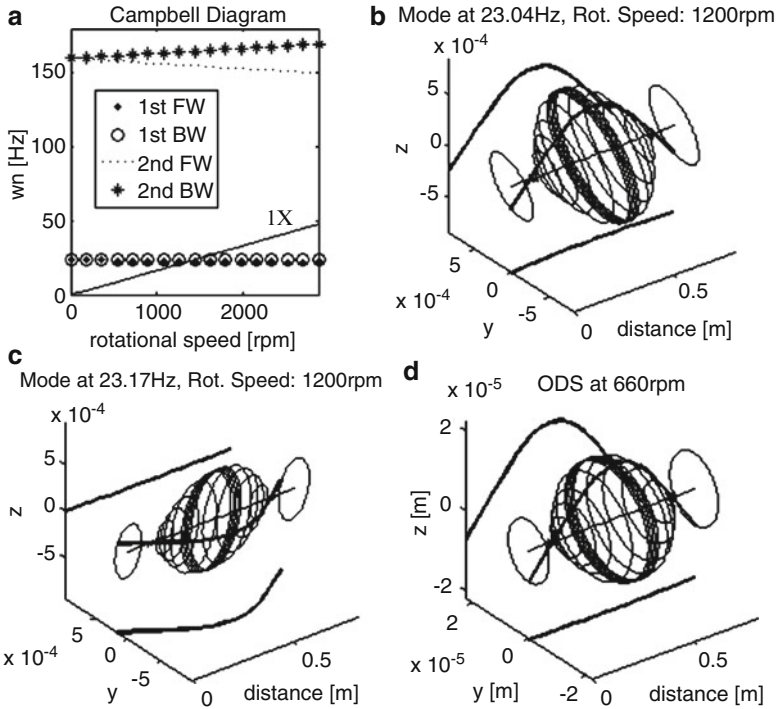 a
Campbell Diagram
150
100
50
0
wn [Hz]
1st FW
1st BW
2nd FW
2nd BW
1X
0 1000 2000
rotational speed [rpm]
b
Mode at 23.04Hz, Rot. Speed: 1200rpm
x 10⁻⁴
5
0
-5
z
5
0
-5
x 10⁻⁴
y
0
0.5
distance [m]
c
Mode at 23.17Hz, Rot. Speed: 1200rpm
x 10⁻⁴
5
0
-5
z
5
0
-5
x 10⁻⁴
y
0
0.5
distance [m]
d
ODS at 660rpm
x 10⁻⁵
2
0
-2
z [m]
2
0
-2
x 10⁻⁵
y [m]
0
0.5
distance [m]